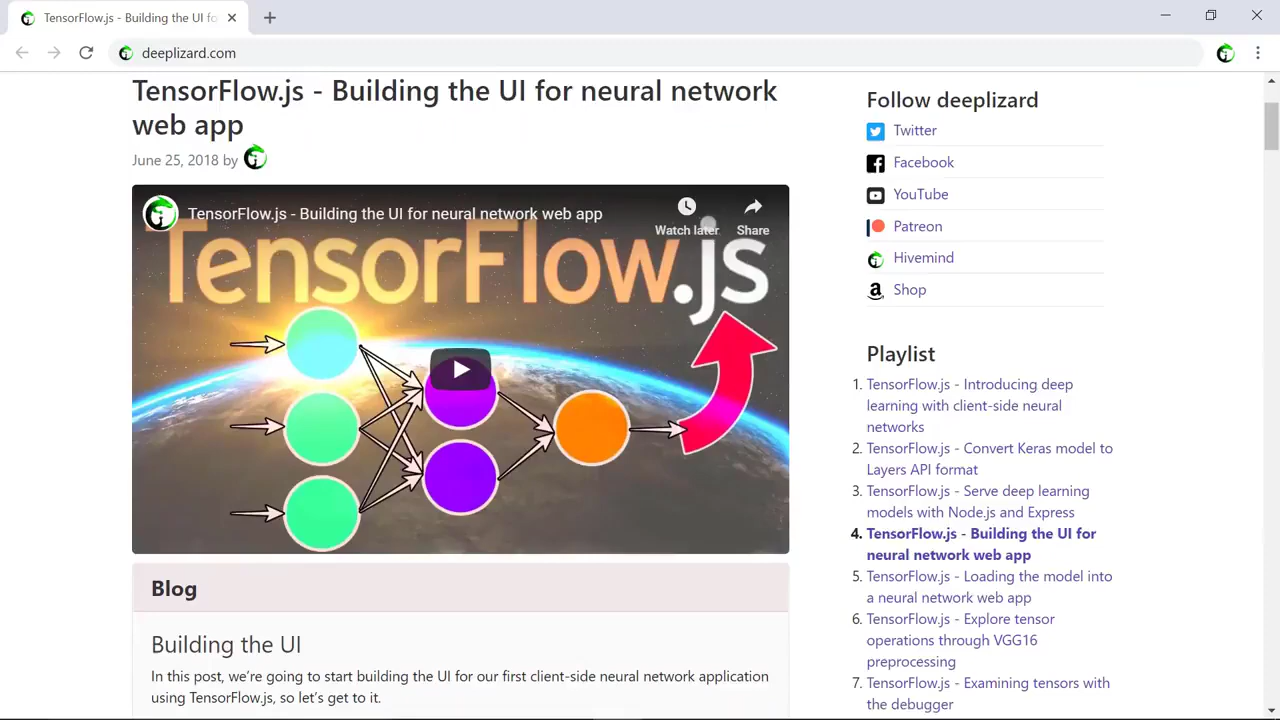 TensorFlow.js - Building the UI fo
deeplizard.com
TensorFlow.js - Building the UI for neural network
web app
June 25, 2018 by
TensorFlow.js - Building the UI for neural network web app
Watch later
Share
TensorFlow.js
Blog
Building the UI
In this post, we're going to start building the UI for our first client-side neural network application
using TensorFlow.js, so let's get to it.
Follow deeplizard
Twitter
Facebook
YouTube
Patreon
Hivemind
Shop
Playlist
1. TensorFlow.js - Introducing deep
learning with client-side neural
networks
2. TensorFlow.js - Convert Keras model to
Layers API format
3. TensorFlow.js - Serve deep learning
models with Node.js and Express
4. TensorFlow.js - Building the UI for
neural network web app
5. TensorFlow.js - Loading the model into
a neural network web app
6. TensorFlow.js - Explore tensor
operations through VGG16
preprocessing
7. TensorFlow.js - Examining tensors with
the debugger